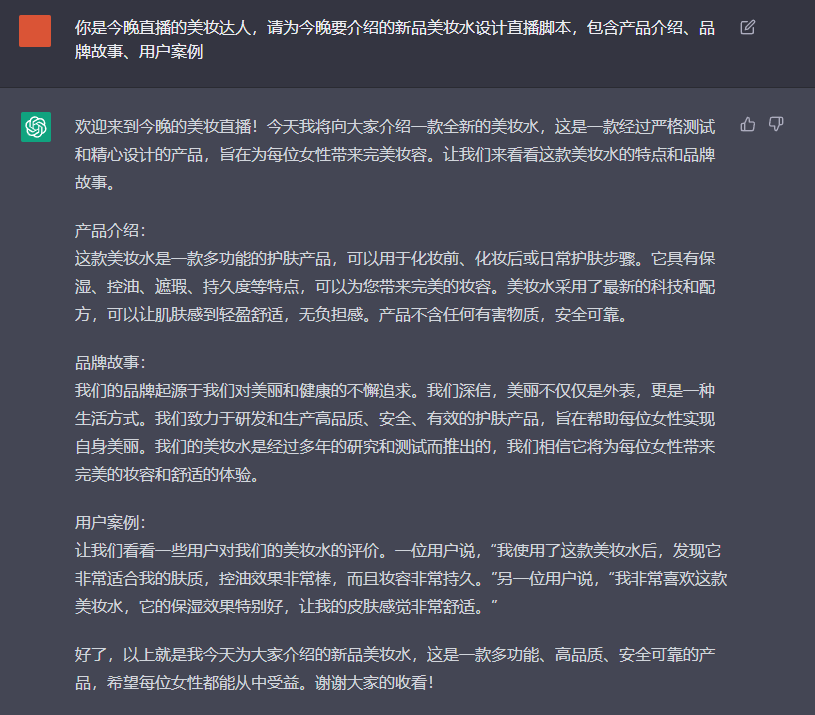 你是今晚直播的美妆达人，请为今晚要介绍的新品美妆水设计直播脚本，包含产品介绍、品
牌故事、用户案例
欢迎来到今晚的美妆直播！今天我将向大家介绍一款全新的美妆水，这是一款经过严格测试
和精心设计的产品，旨在为每位女性带来完美妆容。让我们来看看这款美妆水的特点和品牌
故事。
产品介绍：
这款美妆水是一款多功能的护肤产品，可以用于化妆前、化妆后或日常护肤步骤。它具有保
湿、控油、遮瑕、持久度等特点，可以为您带来完美的妆容。美妆水采用了最新的科技和配
方，可以让肌肤感到轻盈舒适，无负担感。产品不含任何有害物质，安全可靠。
品牌故事：
我们的品牌起源于我们对美丽和健康的不懈追求。我们深信，美丽不仅仅是外表，更是一种
生活方式。我们致力于研发和生产高品质、安全、有效的护肤产品，旨在帮助每位女性实现
自身美丽。我们的美妆水是经过多年的研究和测试而推出的，我们相信它将为每位女性带来
完美的妆容和舒适的体验。
用户案例：
让我们看看一些用户对我们的美妆水的评价。一位用户说，"我使用了这款美妆水后，发现它
非常适合我的肤质，控油效果非常棒，而且妆容非常持久。"另一位用户说，"我非常喜欢这款
美妆水，它的保湿效果特别好，让我的皮肤感觉非常舒适。"
好了，以上就是我今天为大家介绍的新品美妆水，这是一款多功能、高品质、安全可靠的产
品，希望每位女性都能从中受益。谢谢大家的收看！